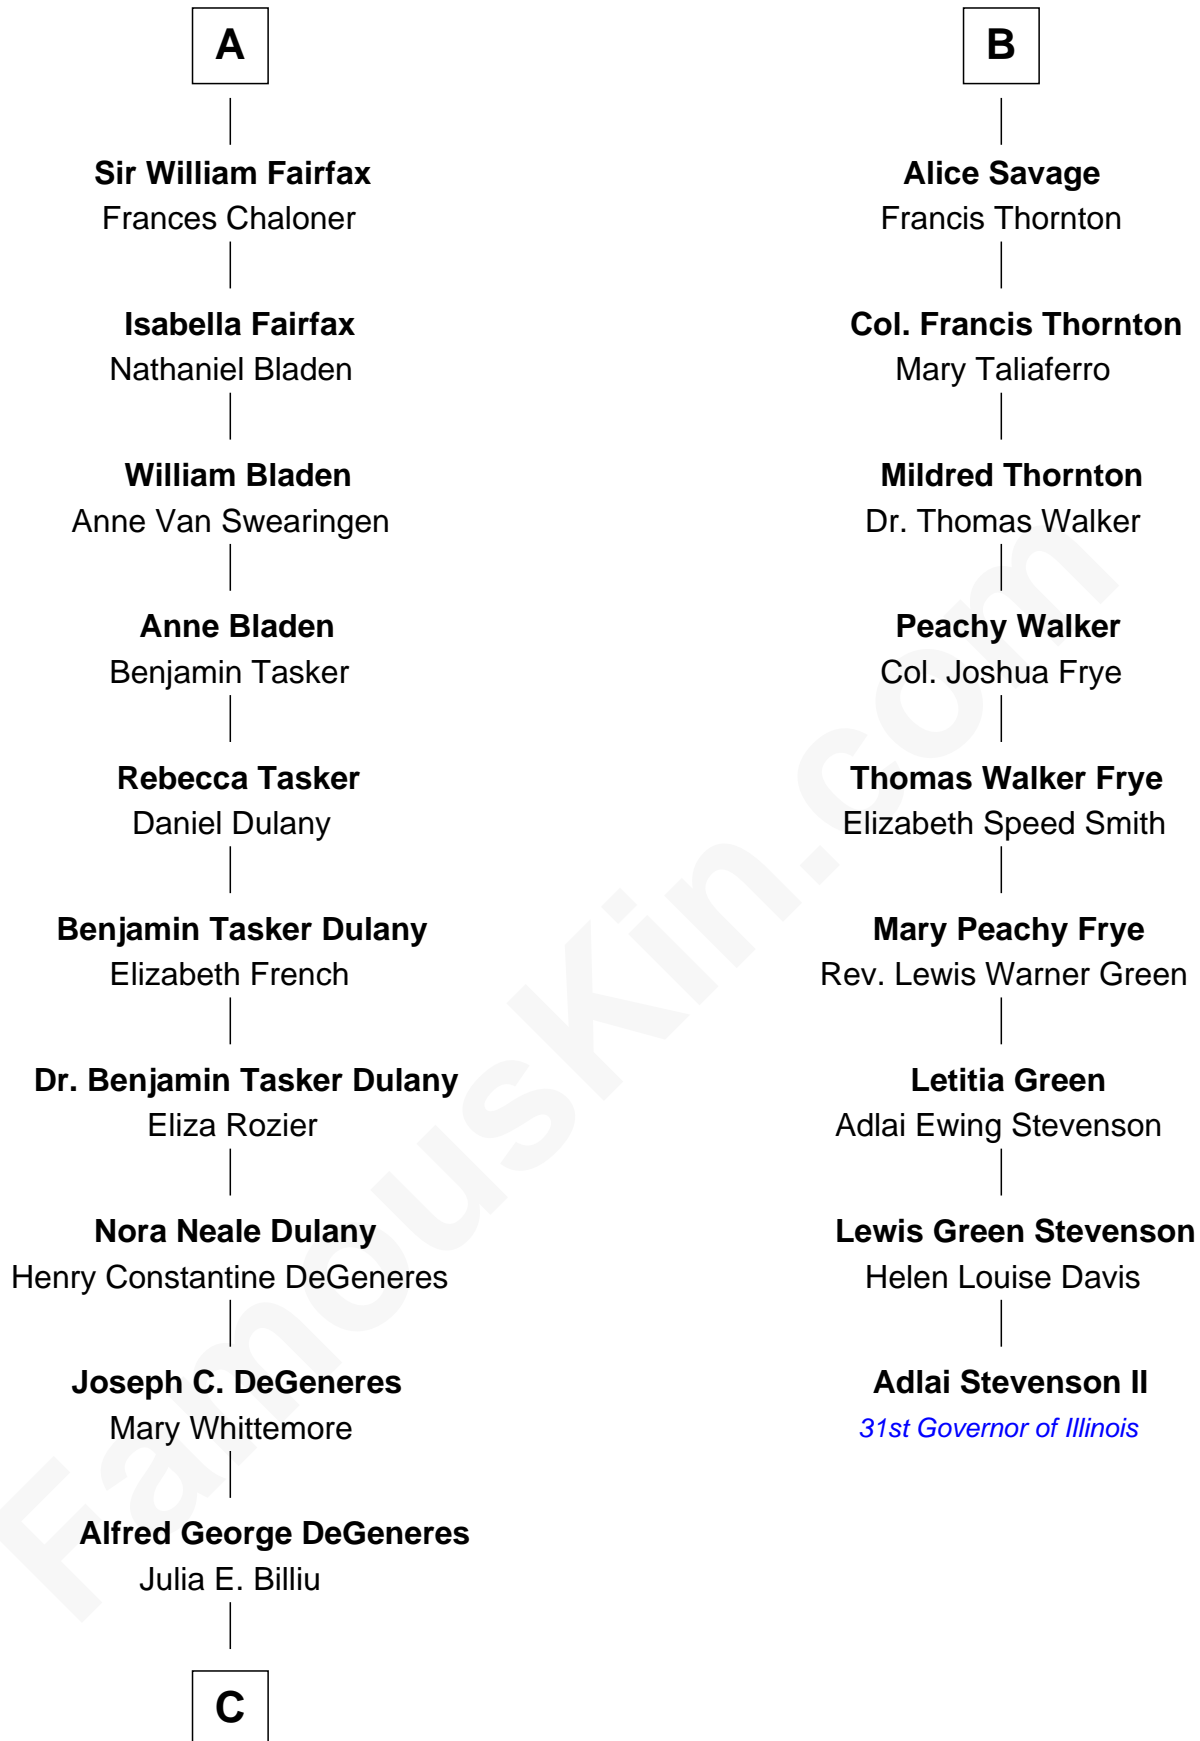 A
Sir William Fairfax
Frances Chaloner
Isabella Fairfax
Nathaniel Bladen
William Bladen
Anne Van Swearingen
Anne Bladen
Benjamin Tasker
Rebecca Tasker
Daniel Dulany
Benjamin Tasker Dulany
Elizabeth French
Dr. Benjamin Tasker Dulany
Eliza Rozier
Nora Neale Dulany
Henry Constantine DeGeneres
Joseph C. DeGeneres
Mary Whittemore
Alfred George DeGeneres
Julia E. Billiu
C
B
Alice Savage
Francis Thornton
Col. Francis Thornton
Mary Taliaferro
Mildred Thornton
Dr. Thomas Walker
Peachy Walker
Col. Joshua Frye
Thomas Walker Frye
Elizabeth Speed Smith
Mary Peachy Frye
Rev. Lewis Warner Green
Letitia Green
Adlai Ewing Stevenson
Lewis Green Stevenson
Helen Louise Davis
Adlai Stevenson II
31st Governor of Illinois
FamousKin.com